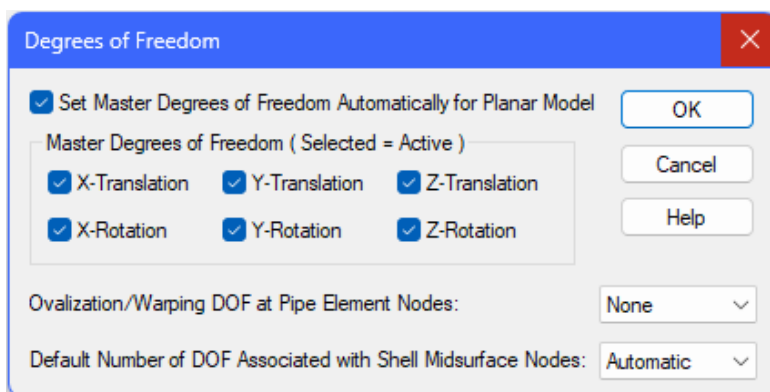 Degrees of Freedom
Set Master Degrees of Freedom Automatically for Planar Model
OK
Master Degrees of Freedom ( Selected = Active )
Cancel
X-Translation Y-Translation Z-Translation
Help
X-Rotation Y-Rotation Z-Rotation
Ovalization/Warping DOF at Pipe Element Nodes: None
Default Number of DOF Associated with Shell Midsurface Nodes: Automatic